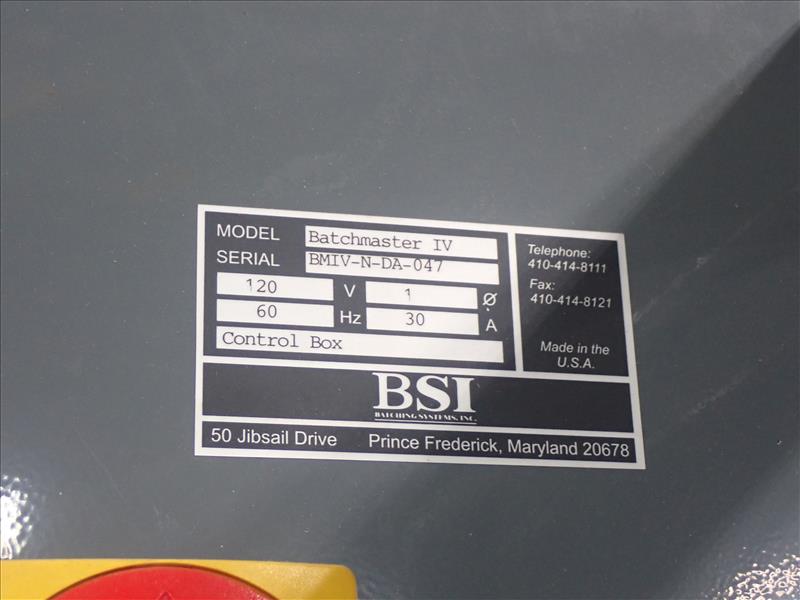 MODEL Batchmaster IV
SERIAL BMIV-N-DA-047
120 V 1 Ø
60 Hz 30 A
Control Box
Telephone:
410-414-8111
Fax:
410-414-8121
Made in the
U.S.A.
BSI
BATCHING SYSTEMS, INC.
50 Jibsail Drive Prince Frederick, Maryland 20678